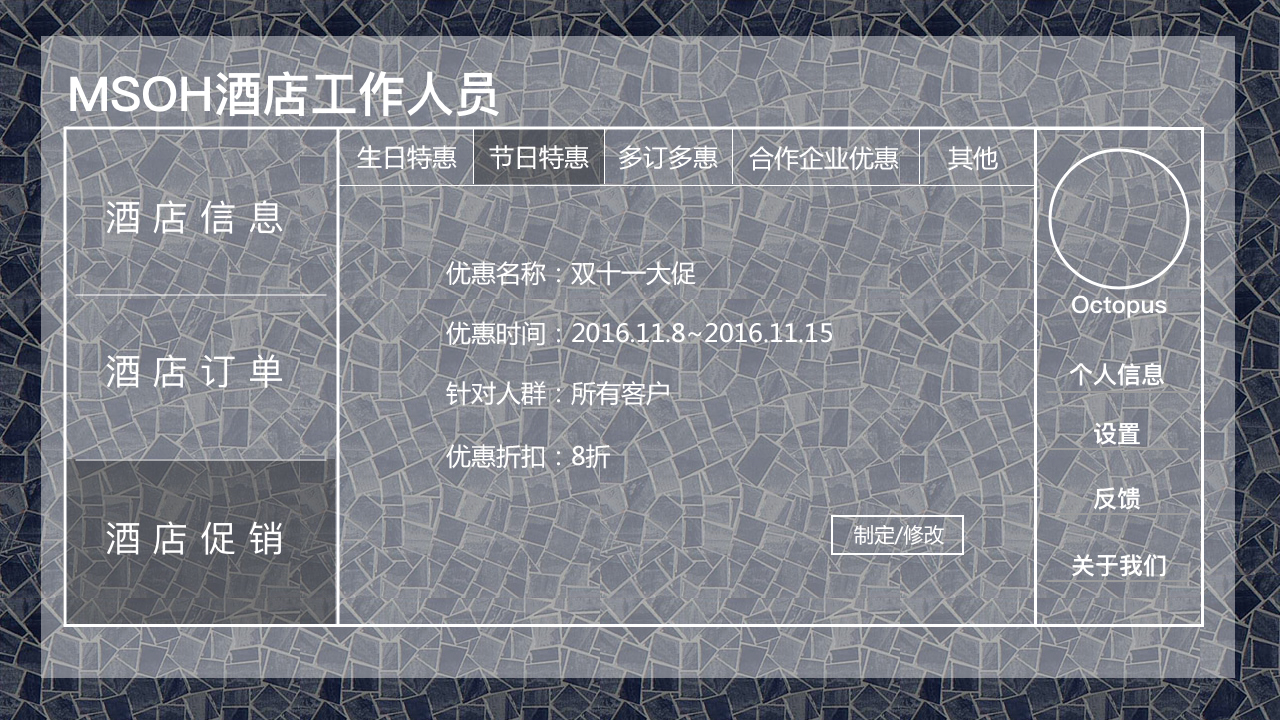 MSOH酒店工作人员
酒店信息
酒店订单
酒店促销
生日特惠 节日特惠 多订多惠 合作企业优惠 其他
优惠名称：双十一大促
优惠时间：2016.11.8~2016.11.15
针对人群：所有客户
优惠折扣：8折
制定/修改
Octopus
个人信息
设置
反馈
关于我们